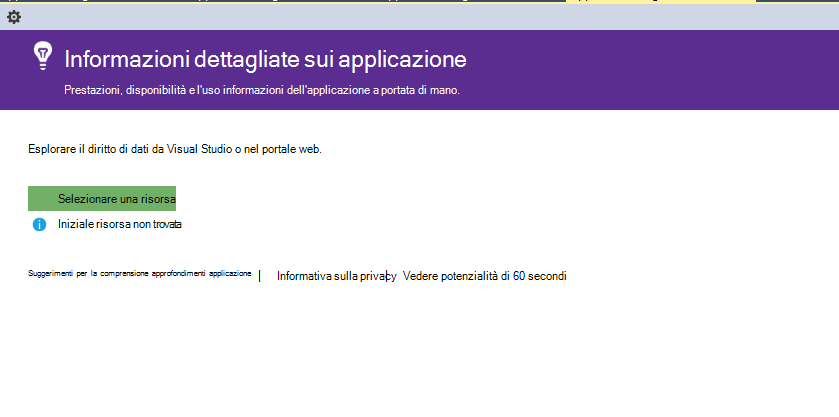 Informazioni dettagliate sui applicazione
Prestazioni, disponibilità e l'uso informazioni dell'applicazione a portata di mano.
Esplorare il diritto di dati da Visual Studio o nel portale web.
Selezionare una risorsa
Iniziale risorsa non trovata
Suggerimenti per la comprensione approfondimenti applicazione | Informativa sulla privacy | Vedere potenzialità di 60 secondi